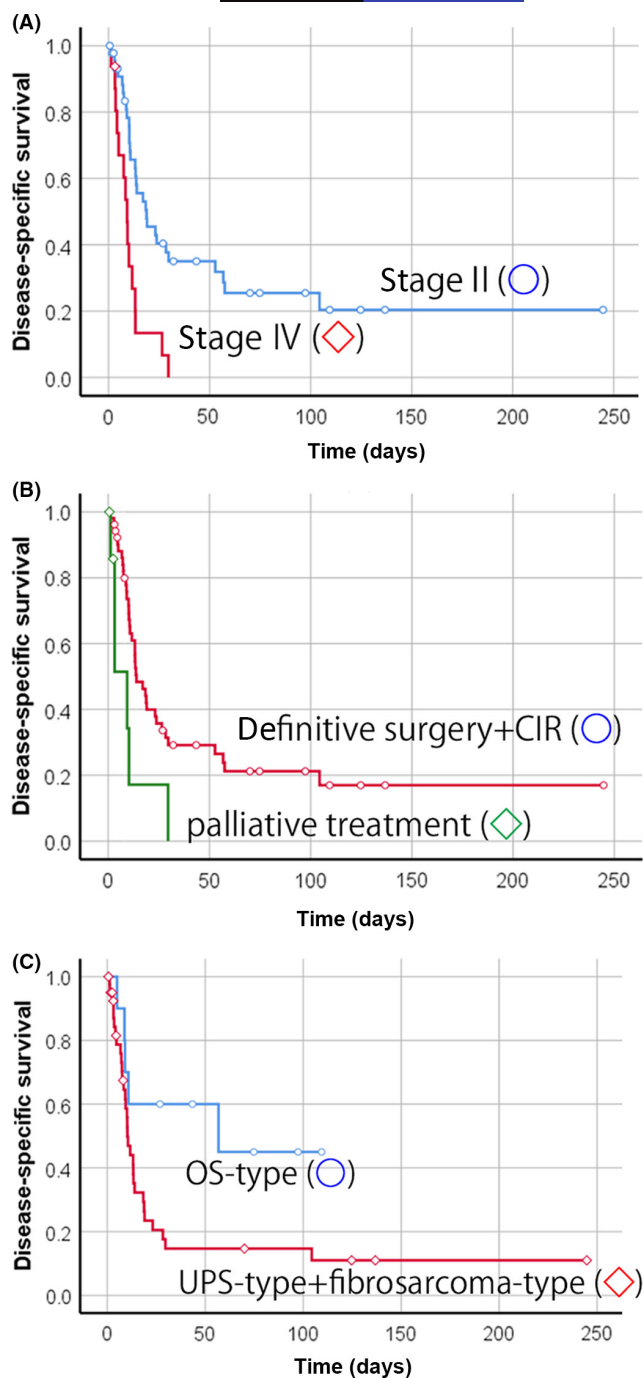 (A)
Disease-specific survival
1.0
0.8
0.6
0.4
0.2
0.0
Stage II (○)
Stage IV (◇)
0 50 100 150 200 250
Time (days)
(B)
Disease-specific survival
1.0
0.8
0.6
0.4
0.2
0.0
Definitive surgery+CIR (○)
palliative treatment (◇)
0 50 100 150 200 250
Time (days)
(C)
Disease-specific survival
1.0
0.8
0.6
0.4
0.2
0.0
OS-type (○)
UPS-type+fibrosarcoma-type (◇)
0 50 100 150 200 250
Time (days)